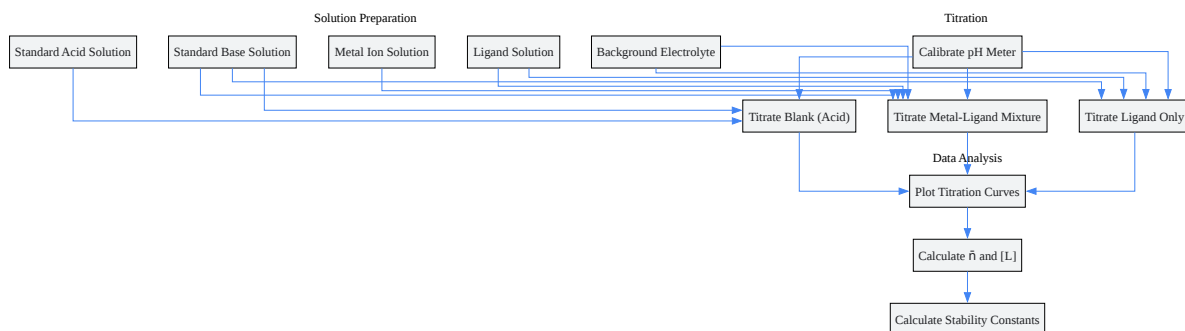 Solution Preparation
Titration
Standard Acid Solution
Standard Base Solution
Metal Ion Solution
Ligand Solution
Background Electrolyte
Calibrate pH Meter
Titrate Blank (Acid)
Titrate Metal-Ligand Mixture
Titrate Ligand Only
Data Analysis
Plot Titration Curves
Calculate n̄ and [L]
Calculate Stability Constants